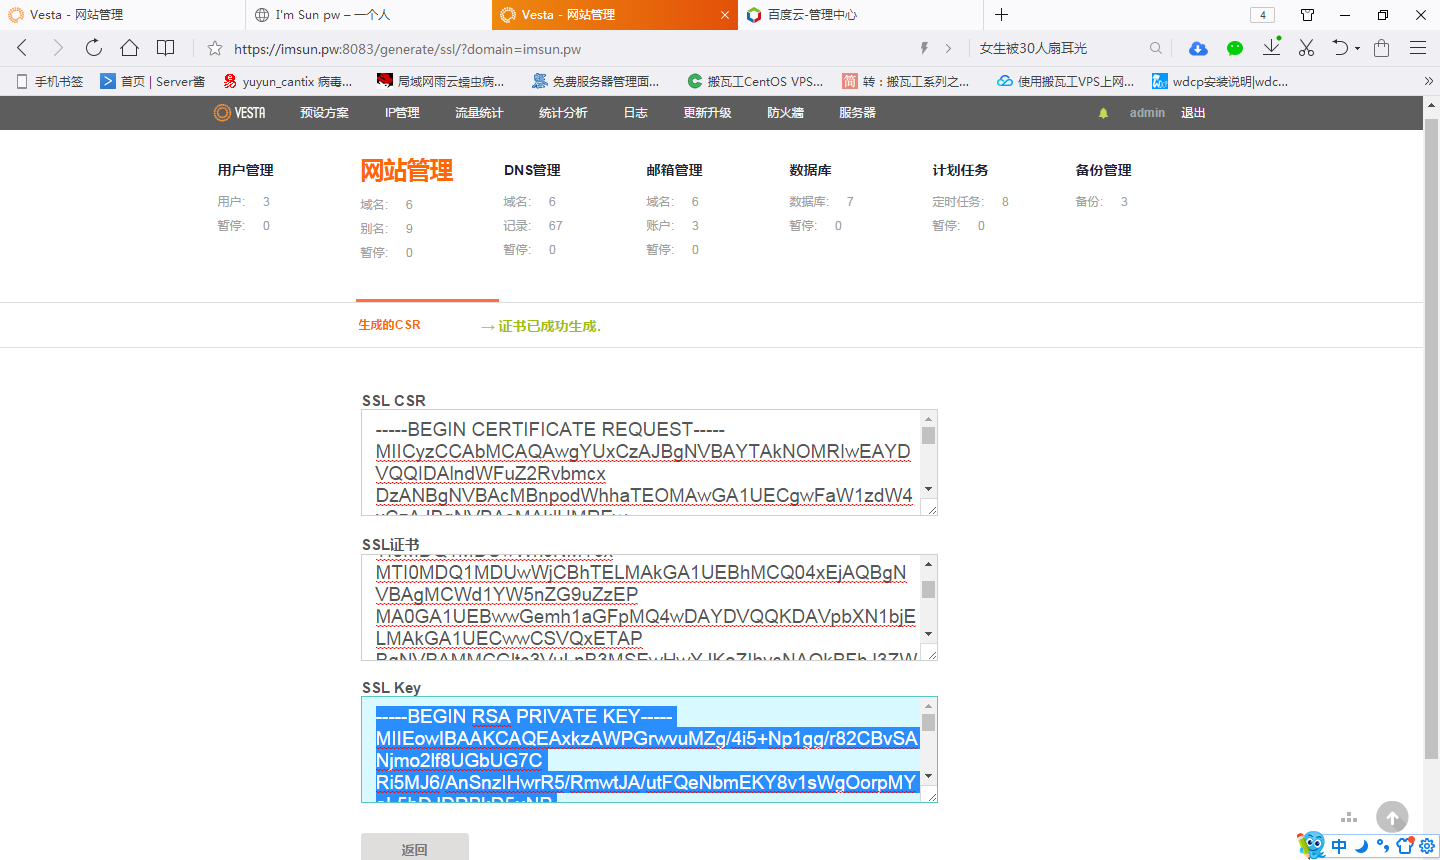 Vesta - 网站管理
I'm Sun pw – 一个人
Vesta - 网站管理
百度云-管理中心
4
https://imsun.pw:8083/generate/ssl/?domain=imsun.pw
女生被30人扇耳光
手机书签
首页 | Server酱
yuyun_cantix 病毒...
局域网雨云蠕虫病...
免费服务器管理面...
搬瓦工CentOS VPS...
简 转：搬瓦工系列之...
使用搬瓦工VPS上网...
wdcp安装说明|wdc...
VESTA
预设方案
IP管理
流量统计
统计分析
日志
更新升级
防火墙
服务器
admin
退出
用户管理
用户: 3
暂停: 0
网站管理
域名: 6
别名: 9
暂停: 0
DNS管理
域名: 6
记录: 67
暂停: 0
邮箱管理
域名: 6
账户: 3
暂停: 0
数据库
数据库: 7
暂停: 0
计划任务
定时任务: 8
暂停: 0
备份管理
备份: 3
生成的CSR
→ 证书已成功生成.
SSL CSR
-----BEGIN CERTIFICATE REQUEST-----
MIICyzCCAbMCAQAwgYUxCzAJBgNVBAYTAkNOMRIwEAYD
VQQIDAlndWFuZ2Rvbmcx
DzANBgNVBAcMBnpodWhhaTEOMAwGA1UECgwFaW1zdW4
SSL证书
MTI0MDQ1MDUwWjCBhTELMAkGA1UEBhMCQ04xEjAQBgN
VBAgMCWd1YW5nZG9uZzEP
MA0GA1UEBwwGemh1aGFpMQ4wDAYDVQQKDAVpbXN1bjE
LMAkGA1UECwwCSVQxETAP
SSL Key
-----BEGIN RSA PRIVATE KEY-----
MIIEowIBAAKCAQEAxkzAWPGrwvuMZg/4i5+Np1gg/r82CBvSA
Njmo2If8UGbUG7C
Ri5MJ6/AnSnzIHwrR5/RmwtJA/utFQeNbmEKY8v1sWgOorpMY
返回
中